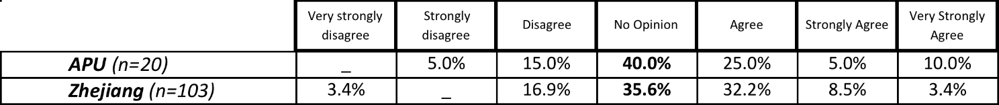 Very strongly disagree Strongly disagree Disagree No Opinion Agree Strongly Agree Very Strongly Agree
APU (n=20) _ 5.0% 15.0% 40.0% 25.0% 5.0% 10.0%
Zhejiang (n=103) 3.4% _ 16.9% 35.6% 32.2% 8.5% 3.4%